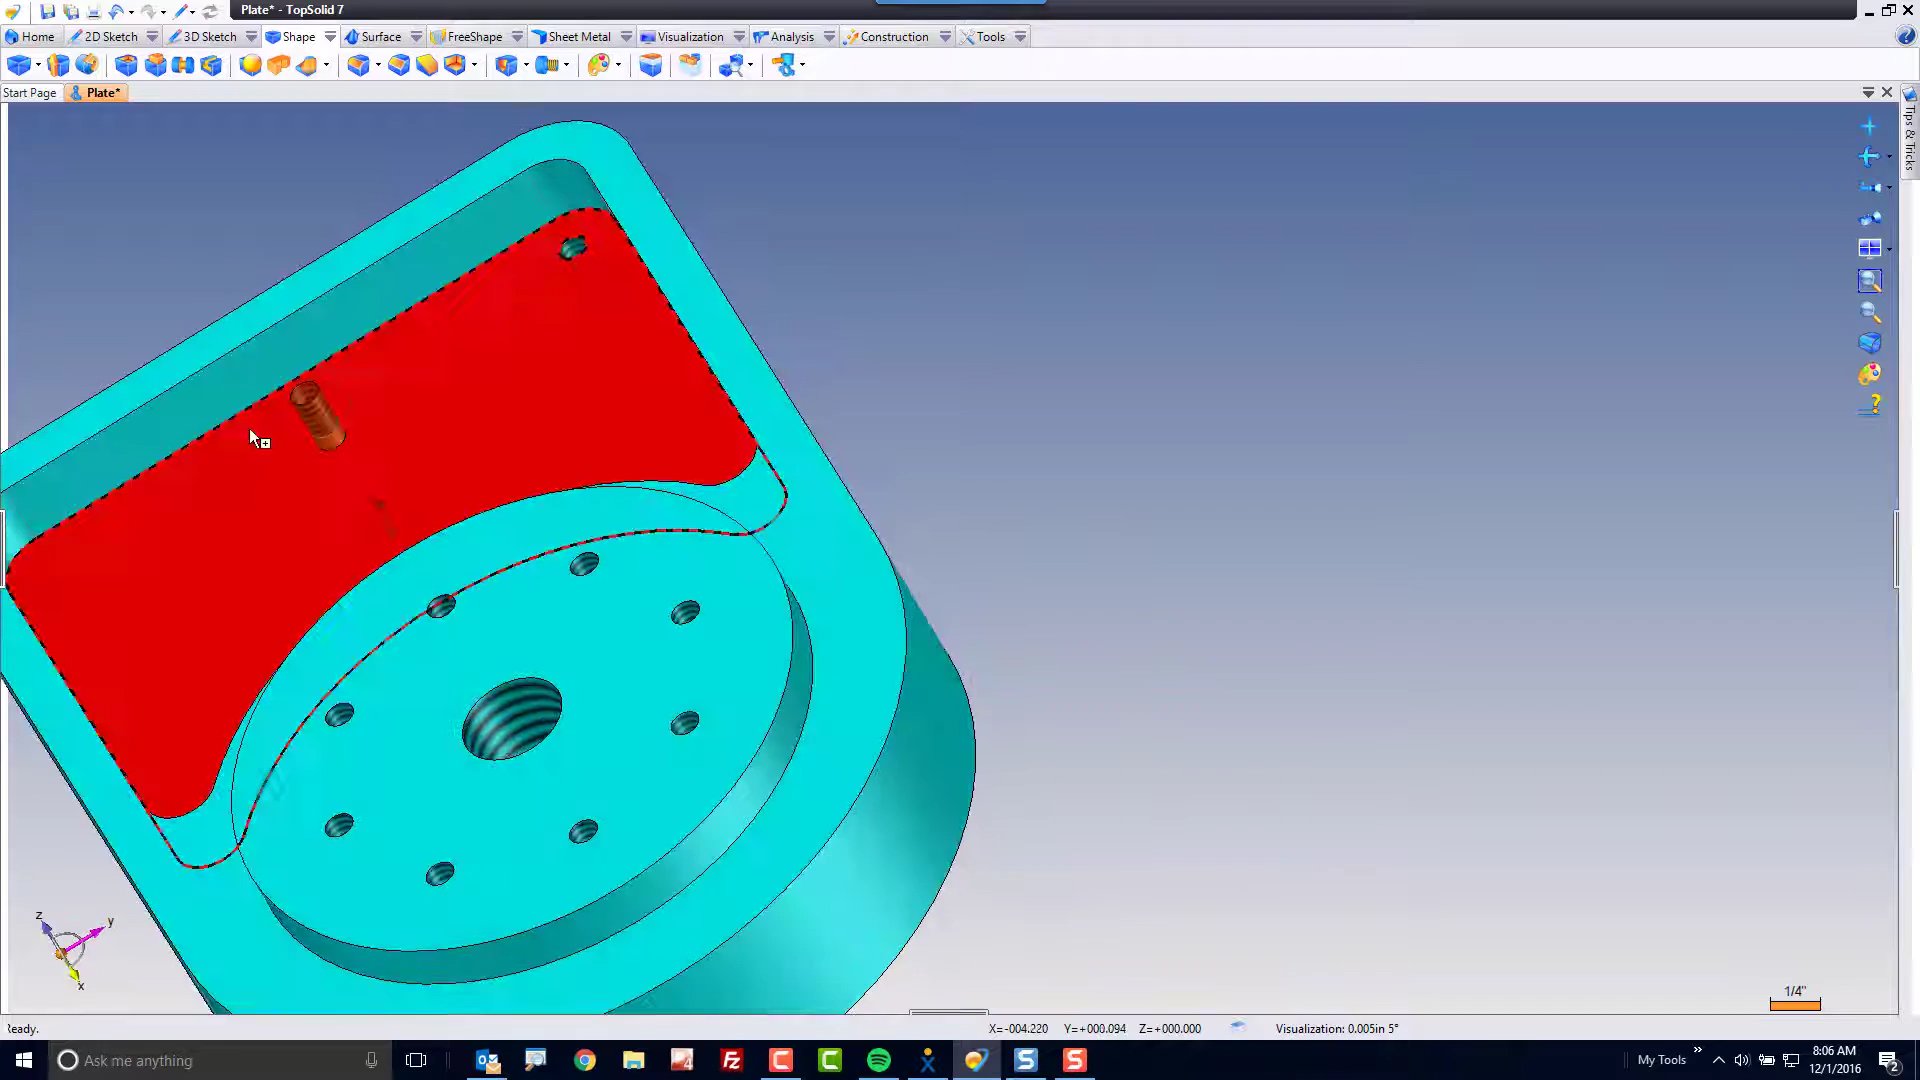 Plate* - TopSolid 7
Home
2D Sketch
3D Sketch
Shape
Surface
FreeShape
Sheet Metal
Visualization
Analysis
Construction
Tools
Start Page
Plate*
Tips & Tricks
z
y
x
1/4"
Ready.
X=-004.220
Y=+000.094
Z=+000.000
Visualization: 0.005in 5°
Ask me anything
My Tools
8:06 AM
12/1/2016
2